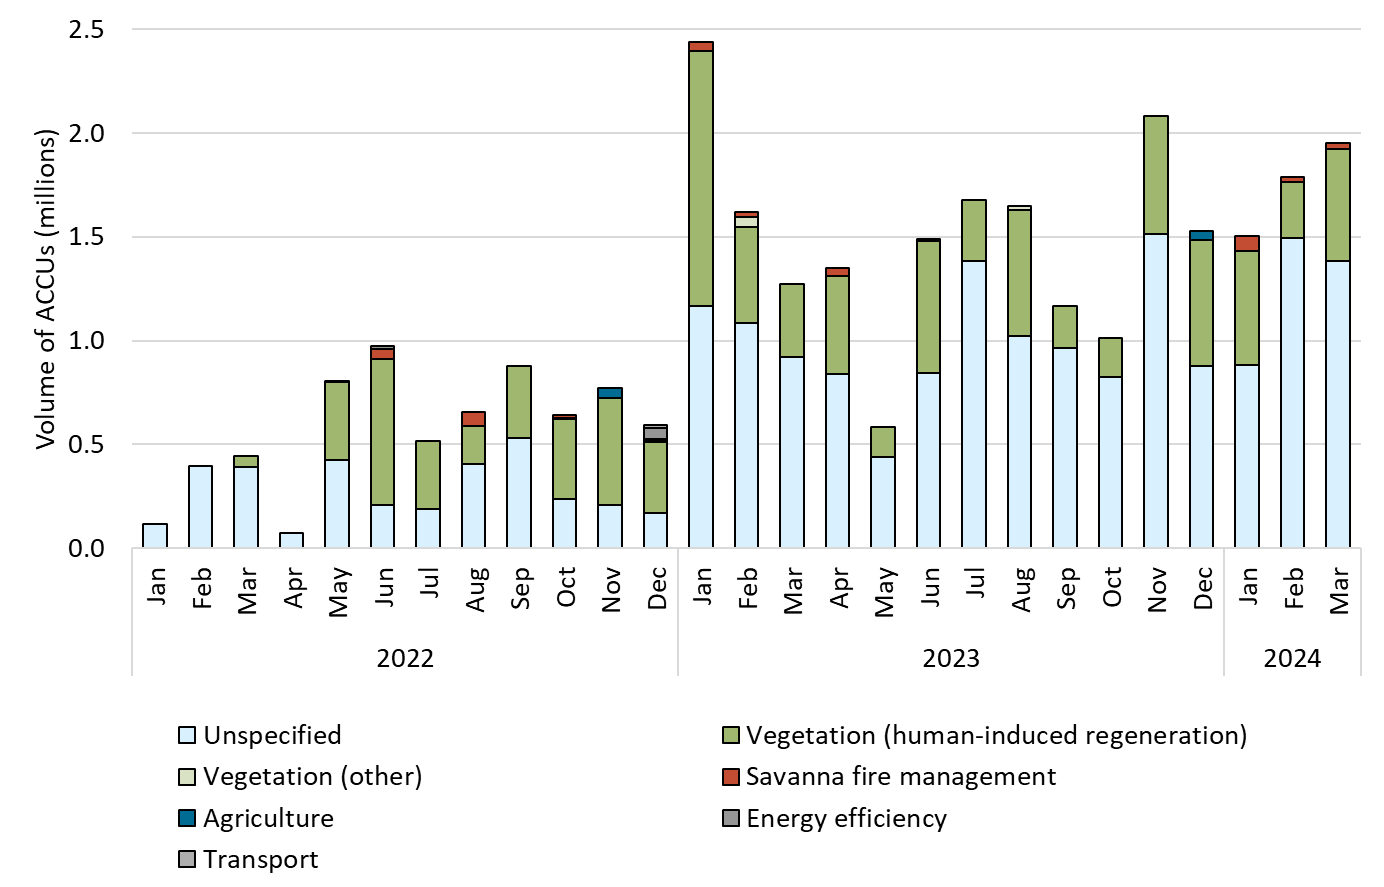 2.5
2.0
1.5
1.0
0.5
0.0
Volume of ACCUs (millions)
Jan Feb Mar Apr May Jun Jul Aug Sep Oct Nov Dec Jan Feb Mar Apr May Jun Jul Aug Sep Oct Nov Dec Jan Feb Mar
2022 2023 2024
Unspecified Vegetation (human-induced regeneration)
Vegetation (other) Savanna fire management
Agriculture Energy efficiency
Transport